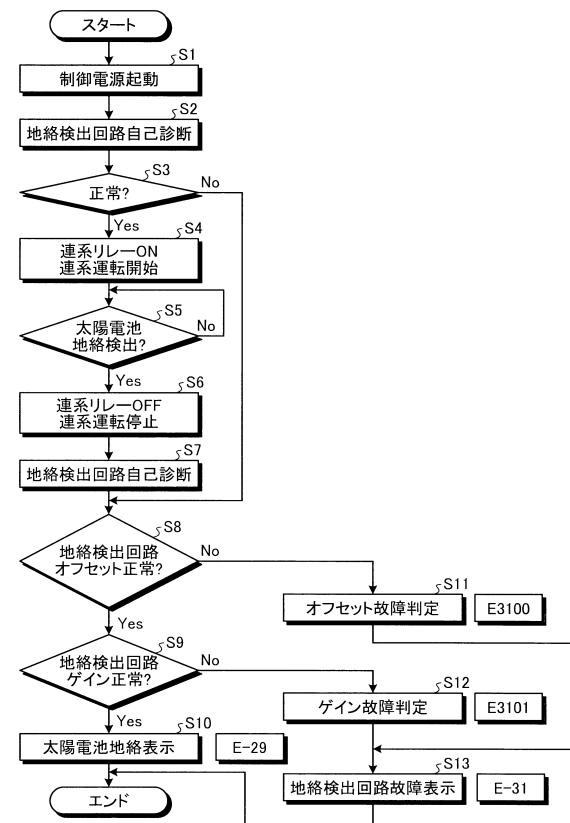 スタート
S1
制御電源起動
S2
地絡検出回路自己診断
S3
正常?
No
Yes
S4
連系リレーON
連系運転開始
S5
太陽電池
地絡検出?
No
Yes
S6
連系リレーOFF
連系運転停止
S7
地絡検出回路自己診断
S8
地絡検出回路
オフセット正常?
No
Yes
S11
オフセット故障判定
E3100
S9
地絡検出回路
ゲイン正常?
No
Yes
S12
ゲイン故障判定
E3101
S10
太陽電池地絡表示
E-29
S13
地絡検出回路故障表示
E-31
エンド